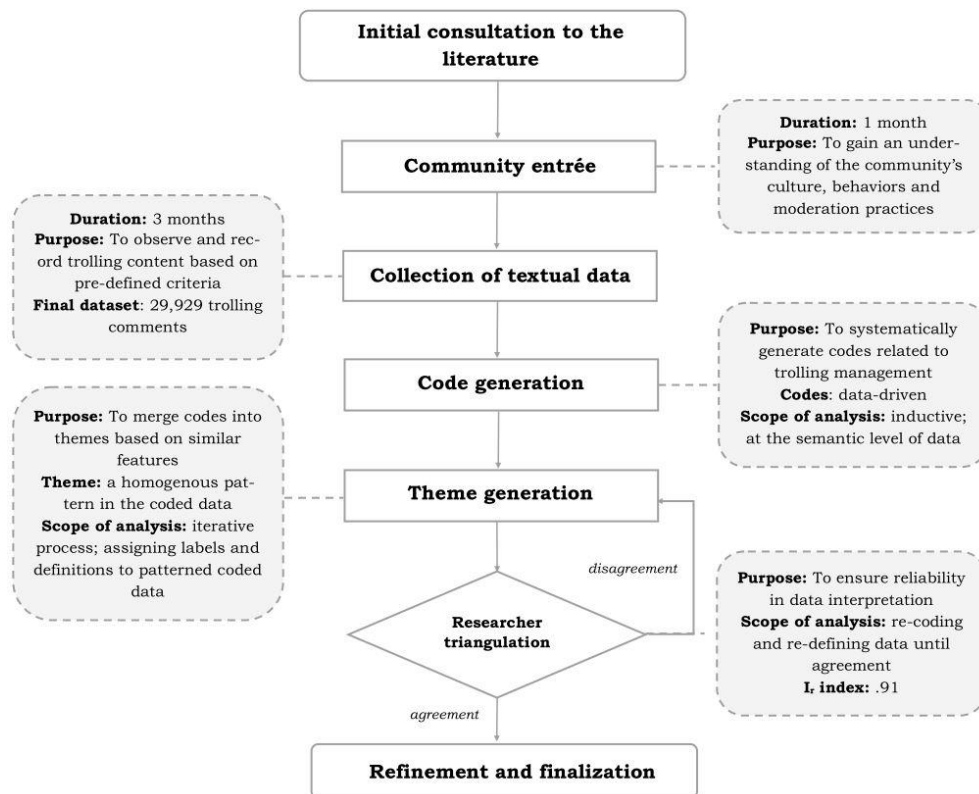 Initial consultation to the
literature
Duration: 1 month
Purpose: To gain an under-
standing of the community's
culture, behaviors and
moderation practices
Community entrée
Duration: 3 months
Purpose: To observe and rec-
ord trolling content based on
pre-defined criteria
Final dataset: 29,929 trolling
comments
Collection of textual data
Purpose: To systematically
generate codes related to
trolling management
Codes: data-driven
Scope of analysis: inductive;
at the semantic level of data
Code generation
Purpose: To merge codes into
themes based on similar
features
Theme: a homogenous pat-
tern in the coded data
Scope of analysis: iterative
process; assigning labels and
definitions to patterned coded
data
Theme generation
disagreement
Researcher
triangulation
Purpose: To ensure reliability
in data interpretation
Scope of analysis: re-coding
and re-defining data until
agreement
Iᵣ index: .91
agreement
Refinement and finalization